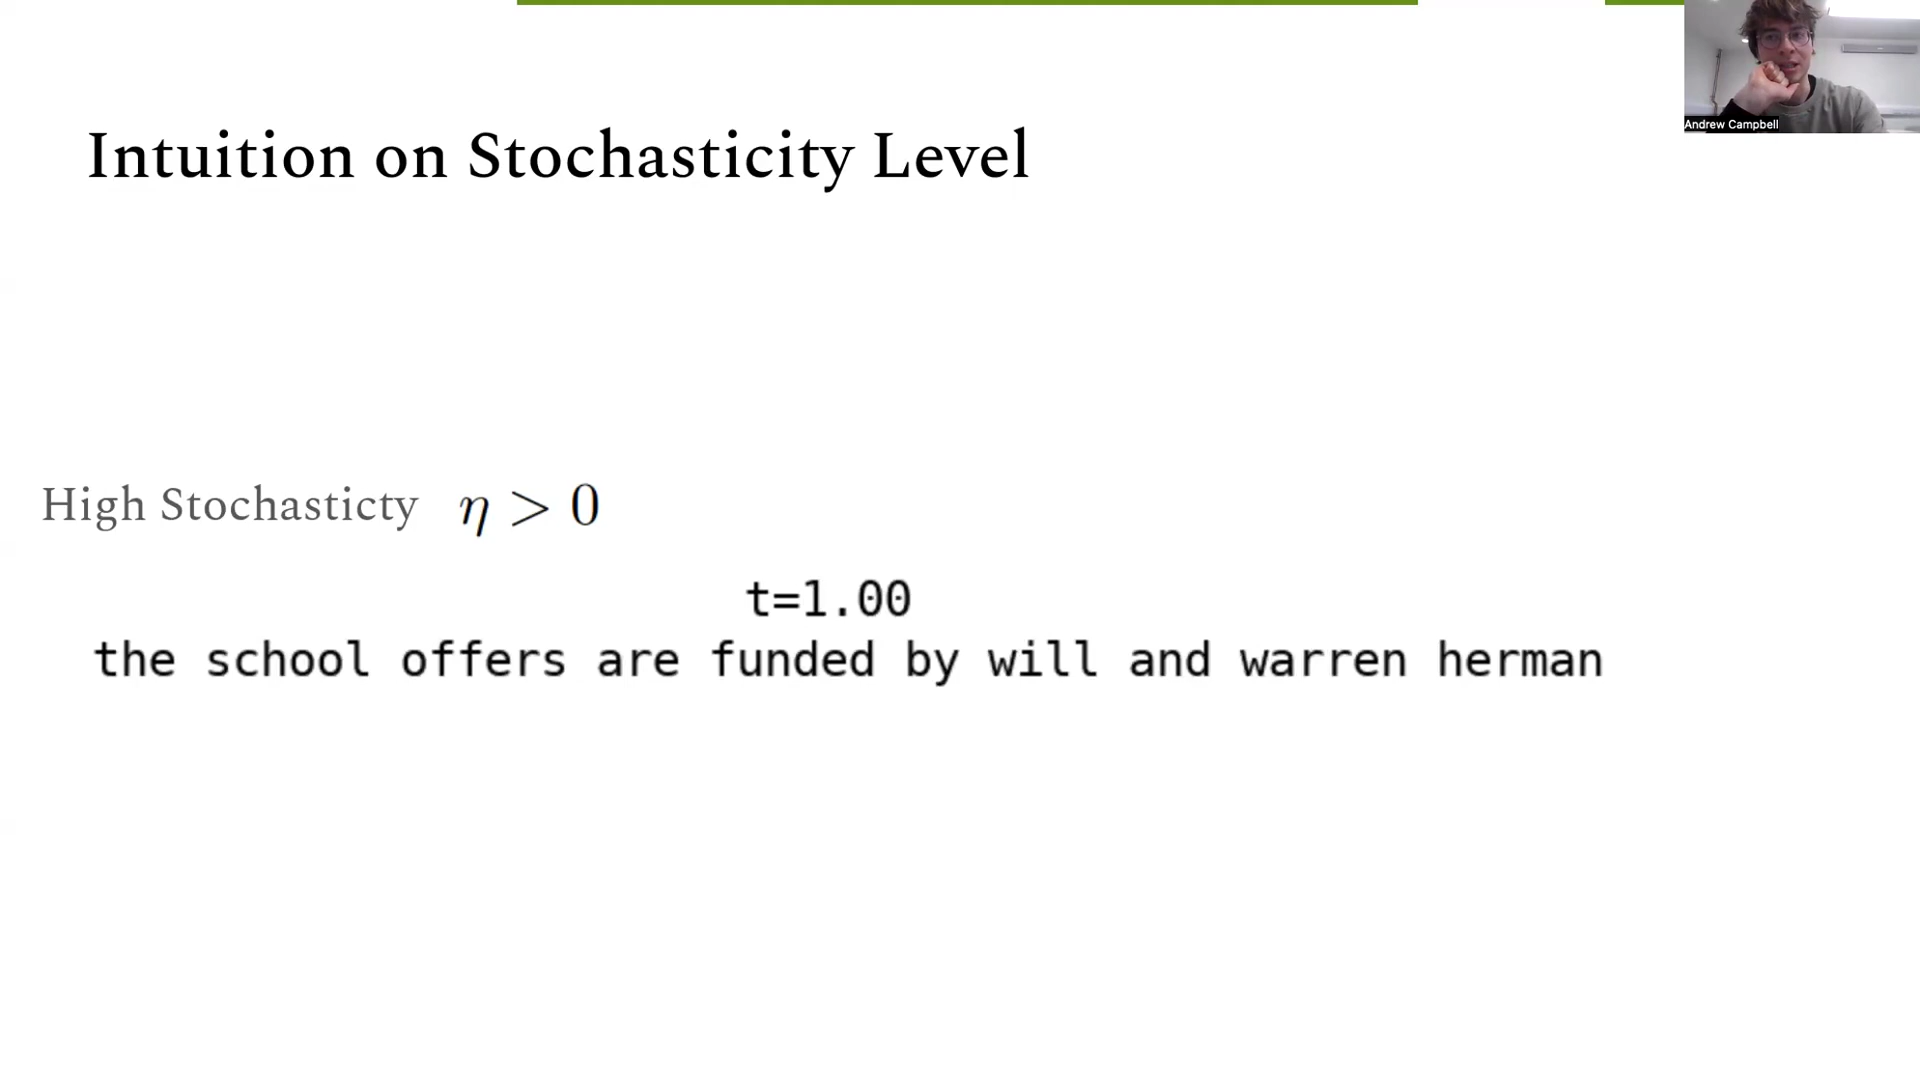 Andrew Campbell
Intuition on Stochasticity Level
High Stochasticty η > 0
t=1.00
the school offers are funded by will and warren herman